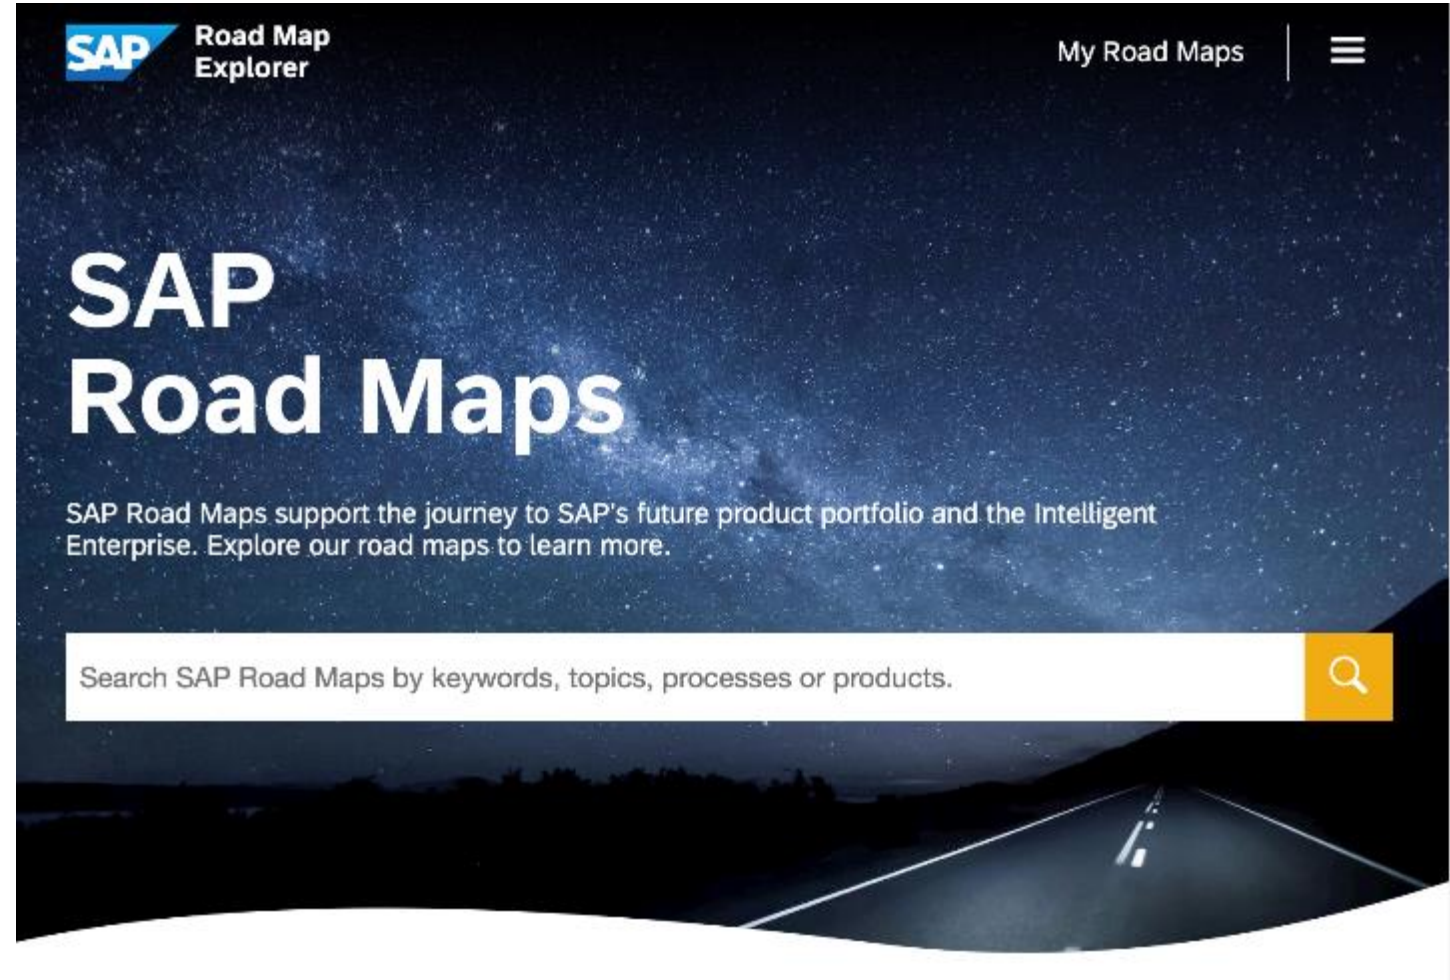 SAP
Road Map
Explorer
My Road Maps
SAP
Road Maps
SAP Road Maps support the journey to SAP's future product portfolio and the Intelligent
Enterprise. Explore our road maps to learn more.
Search SAP Road Maps by keywords, topics, processes or products.